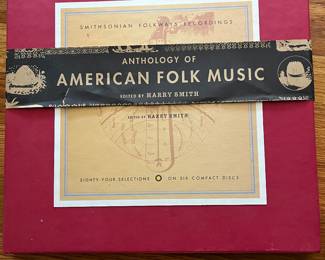 SMITHSONIAN FOLKWAYS RECORDINGS
ANTHOLOGY OF
AMERICAN FOLK MUSIC
EDITED BY HARRY SMITH
EDITED BY HARRY SMITH
EIGHTY-FOUR SELECTIONS ON SIX COMPACT DISCS